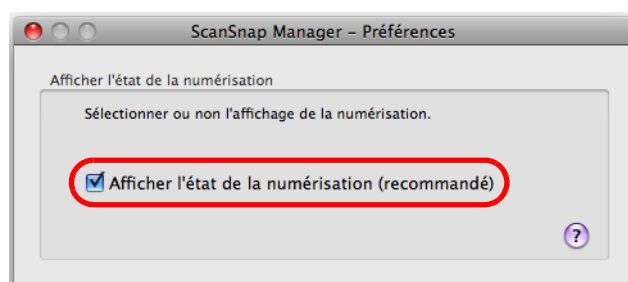 ScanSnap Manager – Préférences
Afficher l'état de la numérisation
Sélectionner ou non l'affichage de la numérisation.
Afficher l'état de la numérisation (recommandé)
?